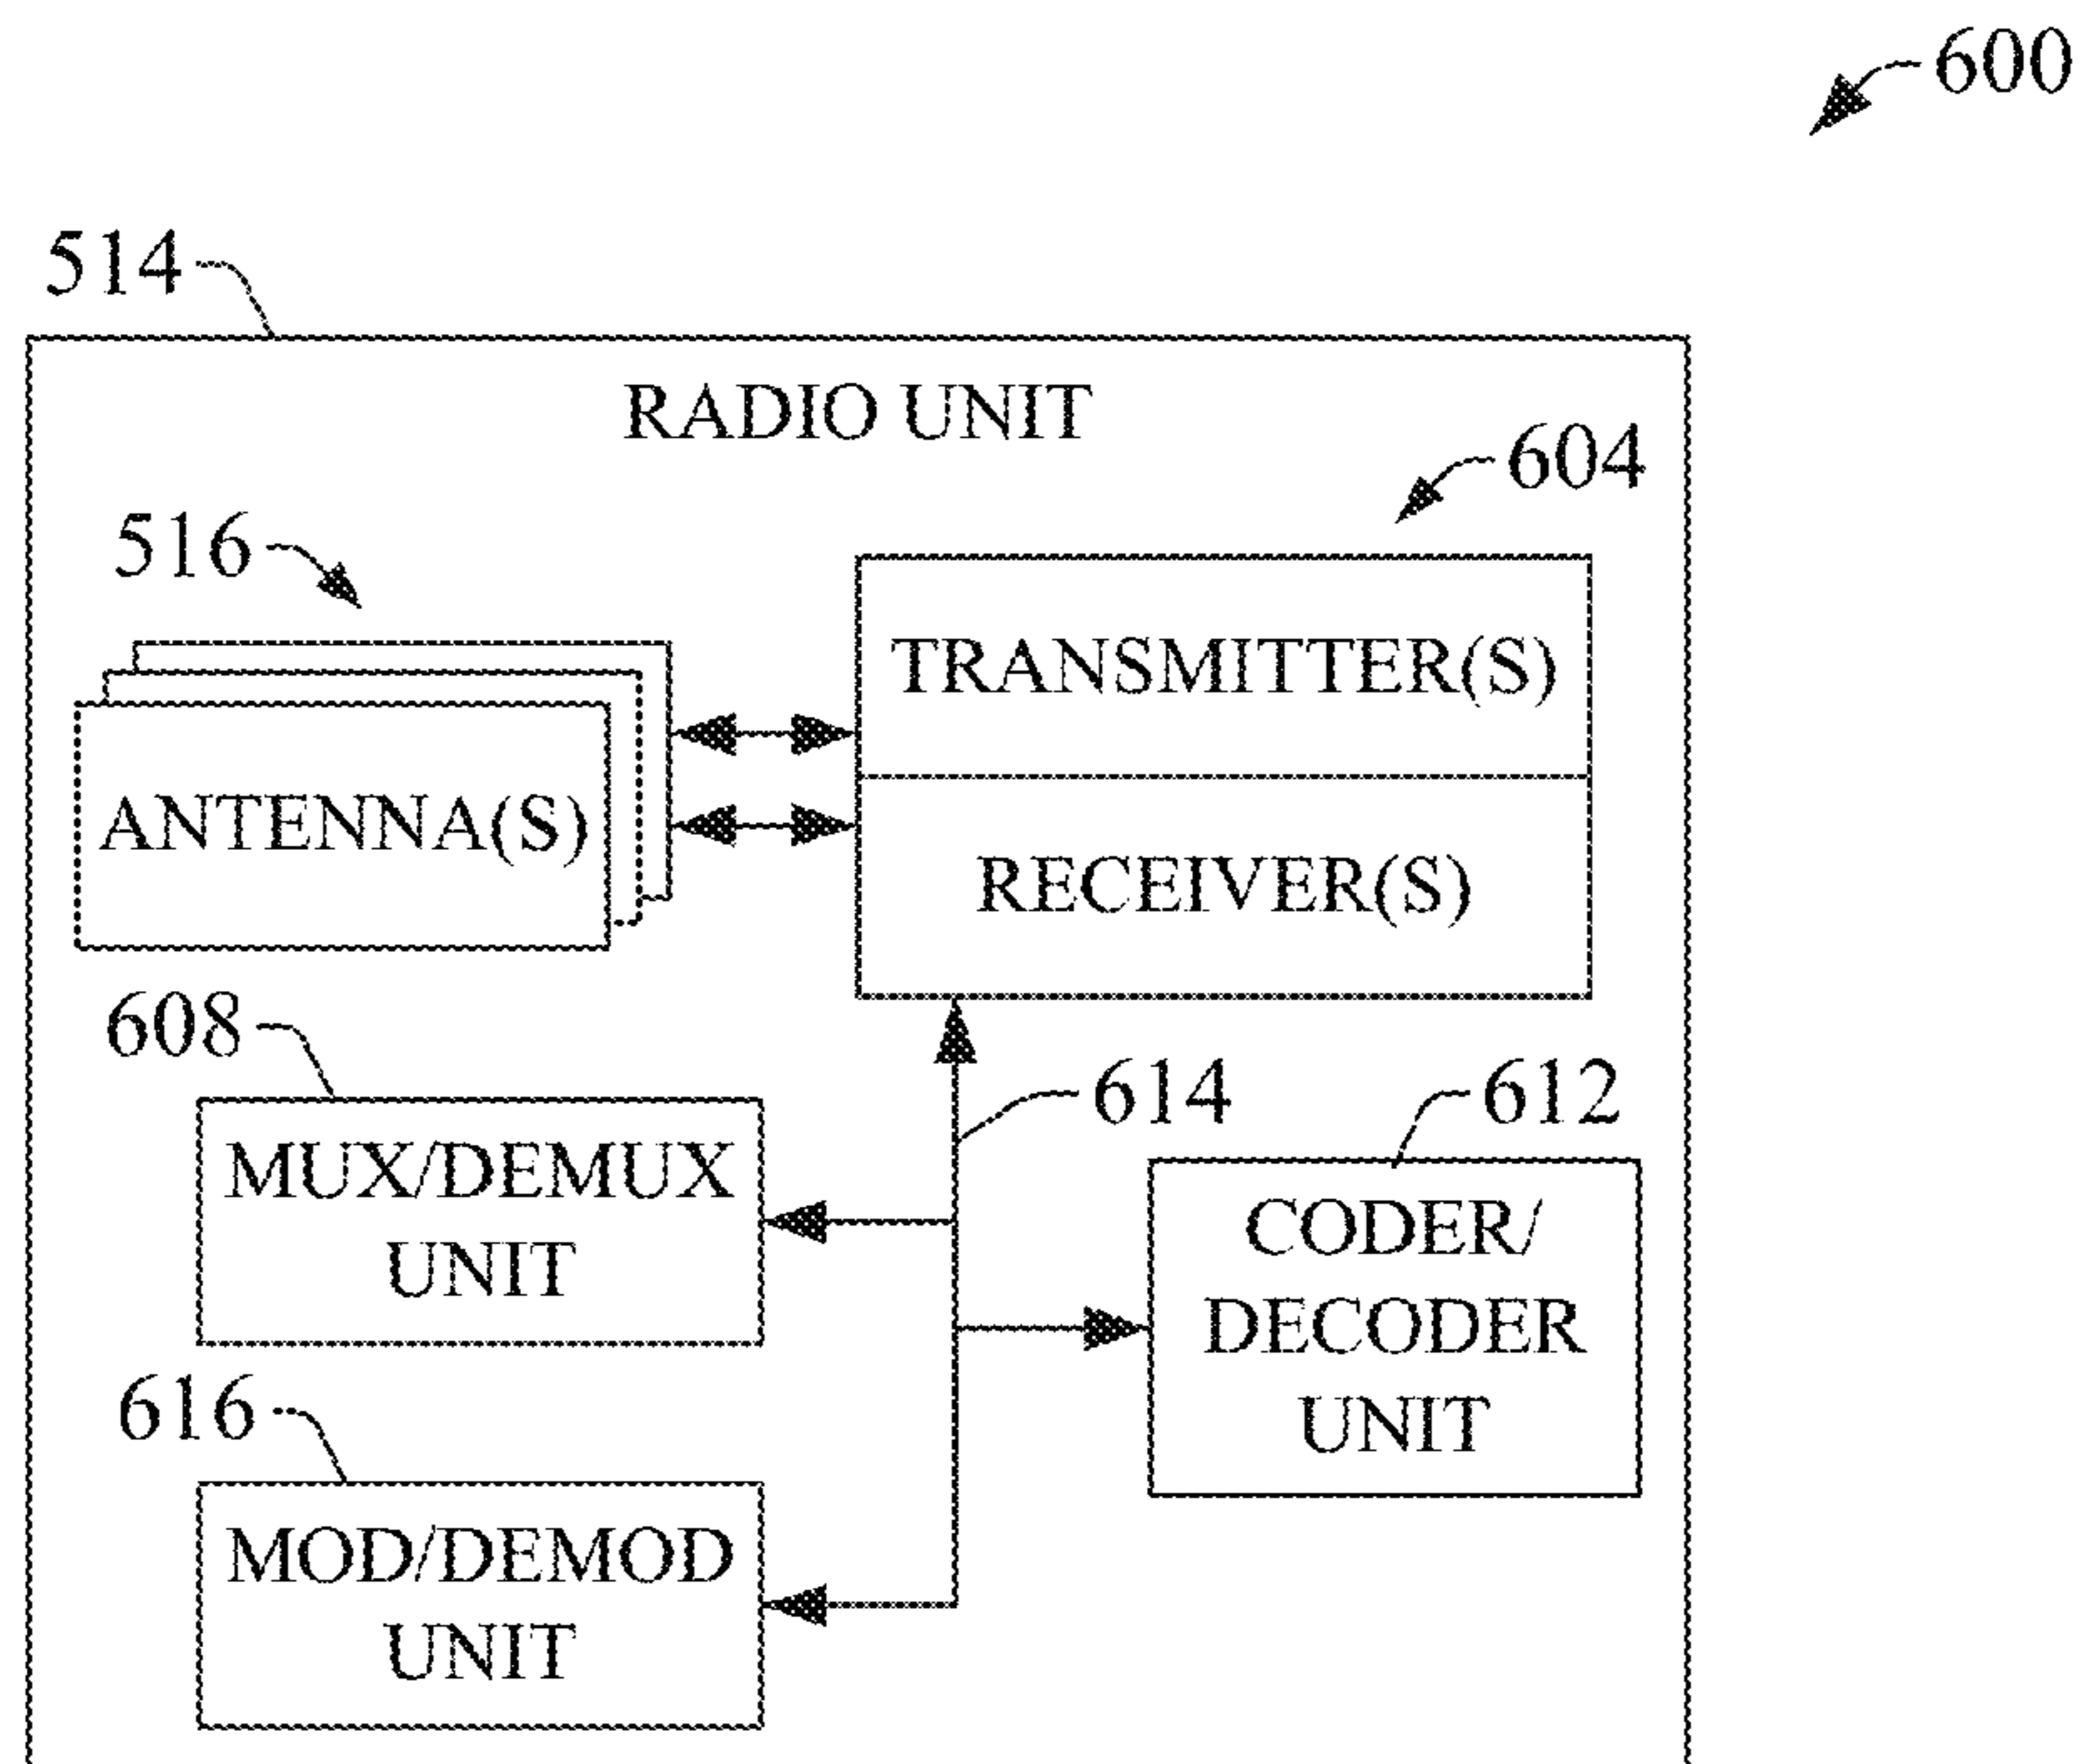 600
514
RADIO UNIT
604
516
TRANSMITTER(S)
ANTENNA(S)
RECEIVER(S)
608
614
612
MUX/DEMUX
UNIT
CODER/
DECODER
UNIT
616
MOD/DEMOD
UNIT